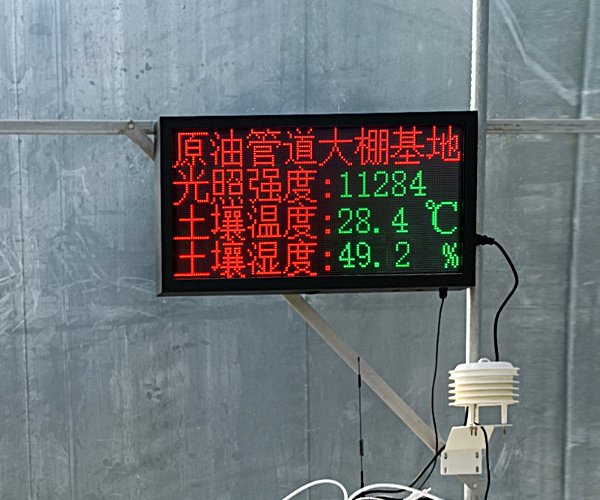 原油管道大棚基地
光照强度:11284
土壤温度:28.4 ℃
土壤湿度:49.2 %